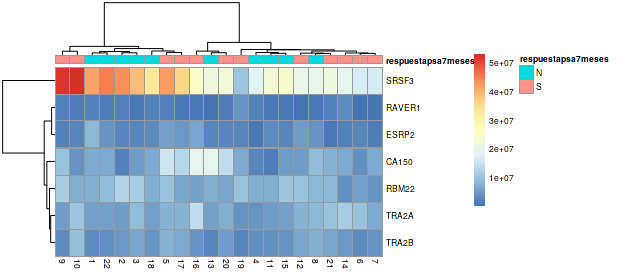 respuestapsa7meses
SRSF3
RAVER1
ESRP2
CA150
RBM22
TRA2A
TRA2B
9 10 1 22 2 3 18 5 17 16 13 20 19 4 11 15 12 8 21 14 6 7
5e+07
4e+07
3e+07
2e+07
1e+07
respuestapsa7meses
N
S